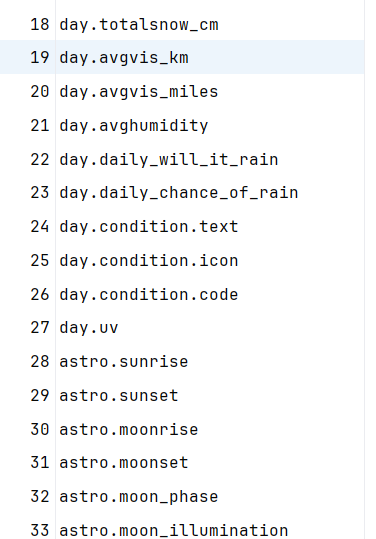 18 day.totalsnow_cm
19 day.avgvis_km
20 day.avgvis_miles
21 day.avghumidity
22 day.daily_will_it_rain
23 day.daily_chance_of_rain
24 day.condition.text
25 day.condition.icon
26 day.condition.code
27 day.uv
28 astro.sunrise
29 astro.sunset
30 astro.moonrise
31 astro.moonset
32 astro.moon_phase
33 astro.moon_illumination